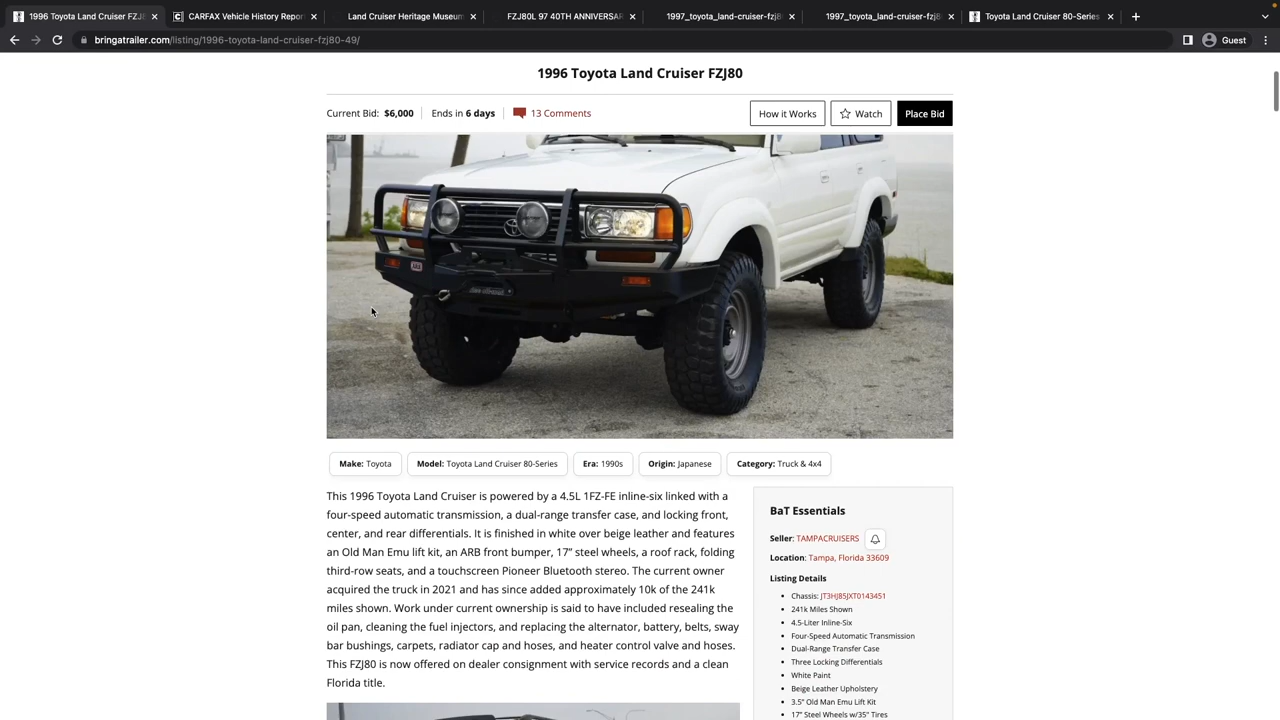 1996 Toyota Land Cruiser FZJ
CARFAX Vehicle History Repor
Land Cruiser Heritage Museum
FZJ80L 97 40TH ANNIVERSAR
1997_toyota_land-cruiser-fzj8
1997_toyota_land-cruiser-fzj8
Toyota Land Cruiser 80-Series
bringatrailer.com/listing/1996-toyota-land-cruiser-fzj80-49/
Guest
1996 Toyota Land Cruiser FZJ80
Current Bid: $6,000
Ends in 6 days
13 Comments
How it Works
Watch
Place Bid
ARB
Make: Toyota
Model: Toyota Land Cruiser 80-Series
Era: 1990s
Origin: Japanese
Category: Truck & 4x4
This 1996 Toyota Land Cruiser is powered by a 4.5L 1FZ-FE inline-six linked with a
four-speed automatic transmission, a dual-range transfer case, and locking front,
center, and rear differentials. It is finished in white over beige leather and features
an Old Man Emu lift kit, an ARB front bumper, 17” steel wheels, a roof rack, folding
third-row seats, and a touchscreen Pioneer Bluetooth stereo. The current owner
acquired the truck in 2021 and has since added approximately 10k of the 241k
miles shown. Work under current ownership is said to have included resealing the
oil pan, cleaning the fuel injectors, and replacing the alternator, battery, belts, sway
bar bushings, carpets, radiator cap and hoses, and heater control valve and hoses.
This FZJ80 is now offered on dealer consignment with service records and a clean
Florida title.
BaT Essentials
Seller: TAMPACRUISERS
Location: Tampa, Florida 33609
Listing Details
Chassis: JT3HJ85JXT0143451
241k Miles Shown
4.5-Liter Inline-Six
Four-Speed Automatic Transmission
Dual-Range Transfer Case
Three Locking Differentials
White Paint
Beige Leather Upholstery
3.5” Old Man Emu Lift Kit
17” Steel Wheels w/35” Tires